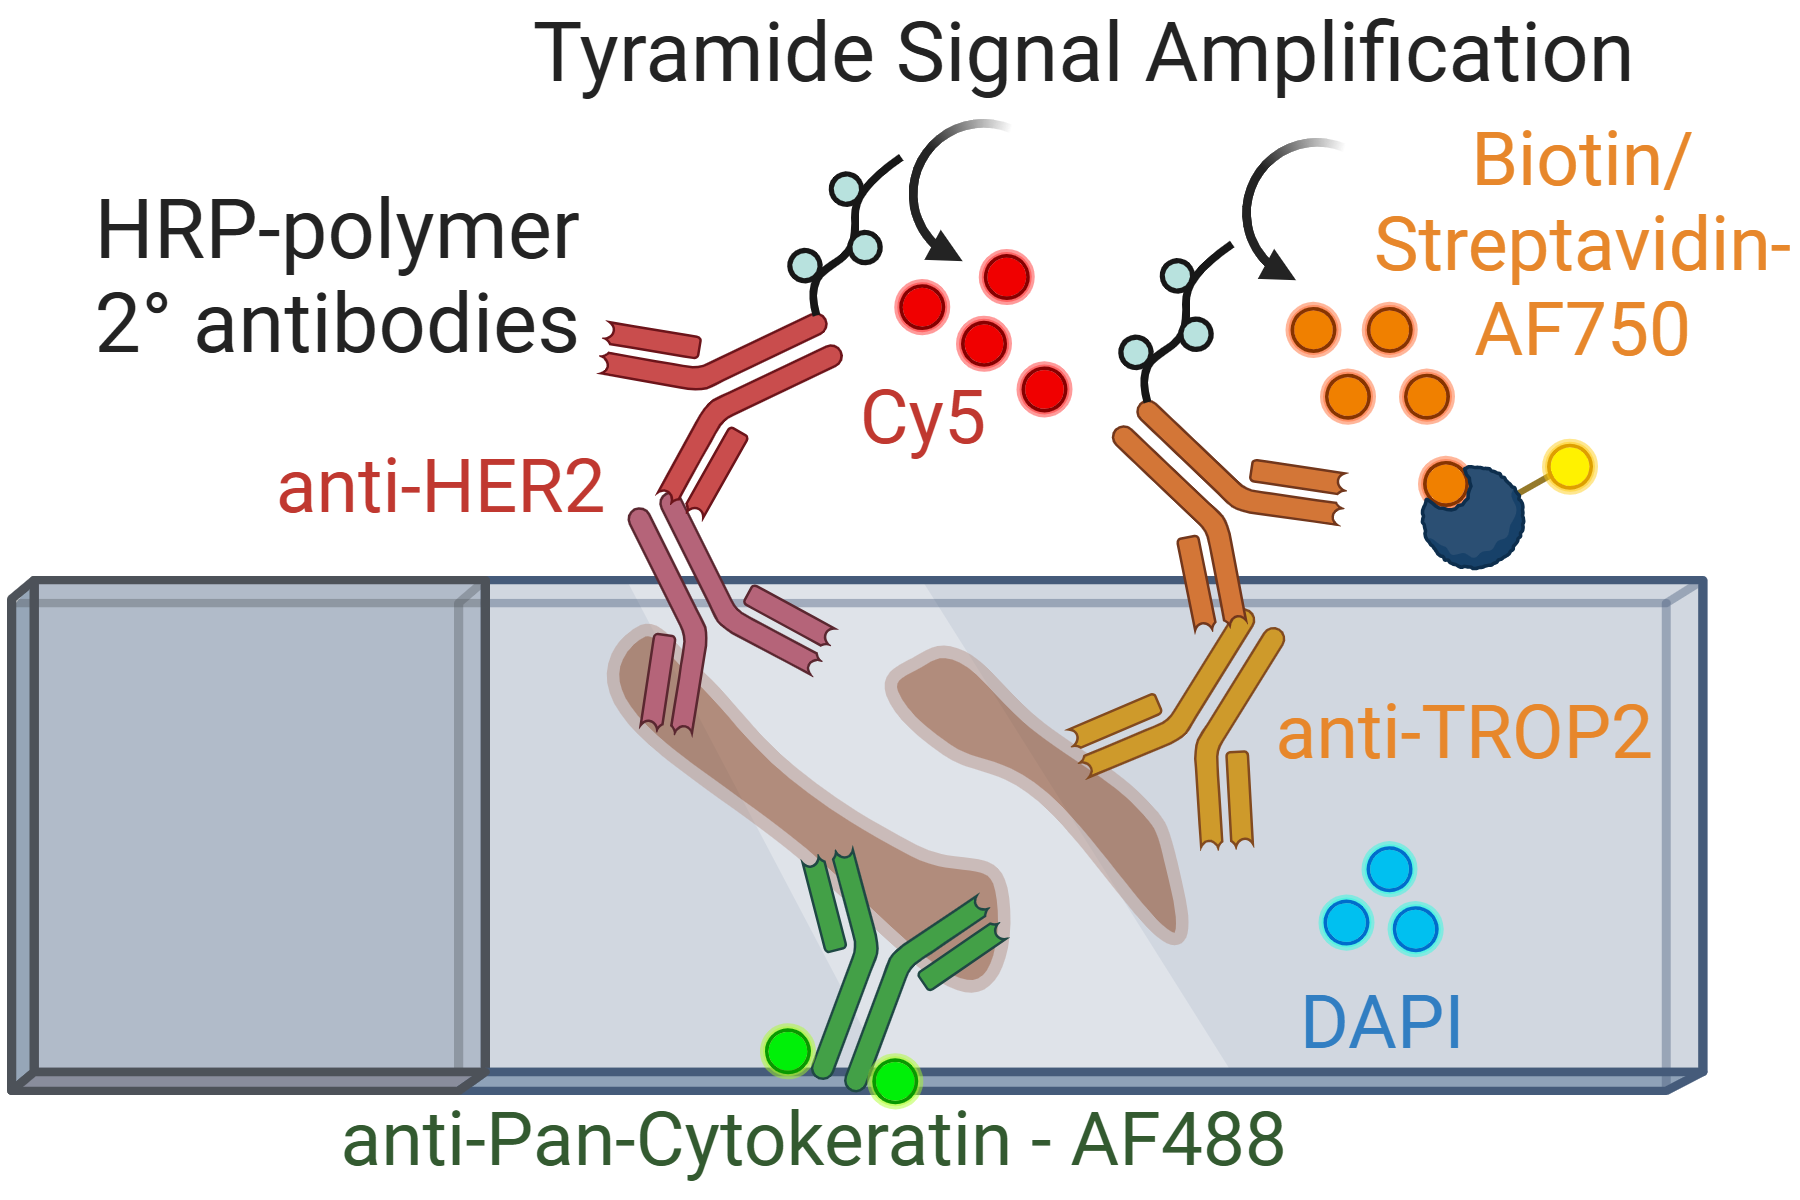 Tyramide Signal Amplification
HRP-polymer
2° antibodies
Biotin/
Streptavidin-
AF750
Cy5
anti-HER2
anti-TROP2
DAPI
anti-Pan-Cytokeratin - AF488